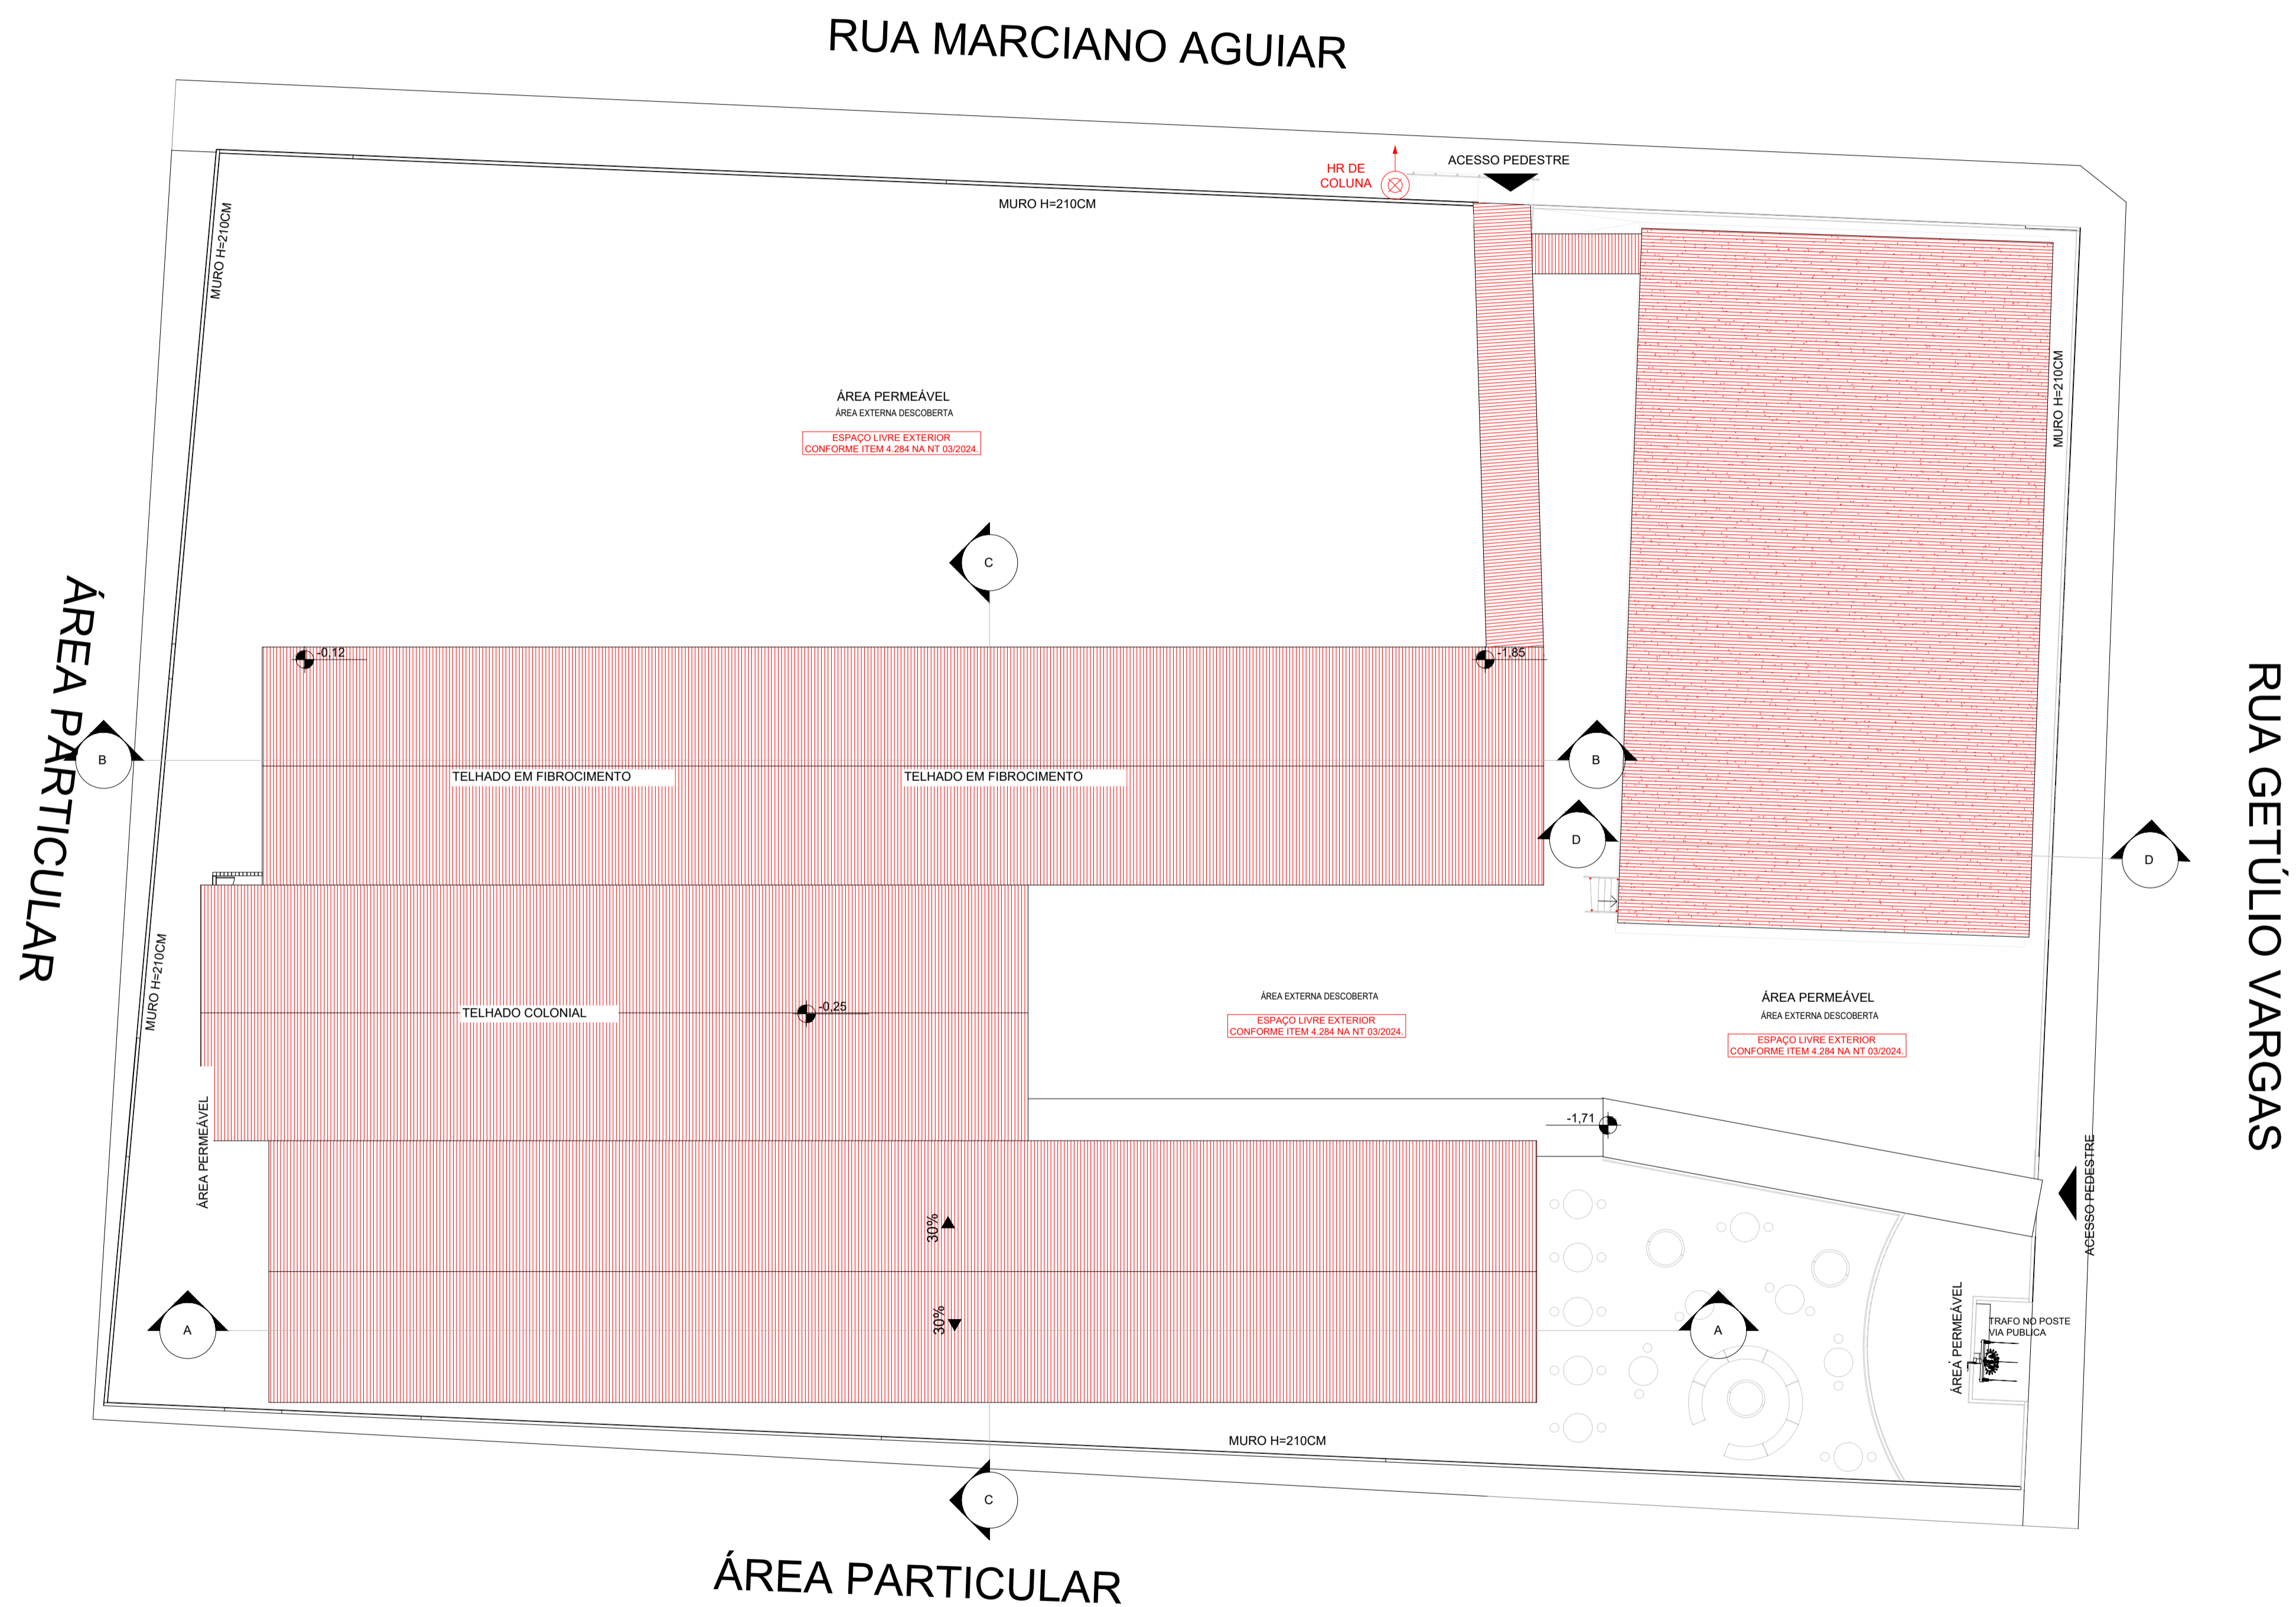 RUA MARCIANO AGUIAR
HR DE
COLUNA
ACESSO PEDESTRE
MURO H=210CM
MURO H=210CM
MURO H=210CM
ÁREA PERMEÁVEL
ÁREA EXTERNA DESCOBERTA
ESPAÇO LIVRE EXTERIOR
CONFORME ITEM 4.284 NA NT 03/2024.
C
-0,12
-1,85
ÁREA PARTICULAR
RUA GETÚLIO VARGAS
B
B
TELHADO EM FIBROCIMENTO
TELHADO EM FIBROCIMENTO
D
D
MURO H=210CM
TELHADO COLONIAL
-0,25
ÁREA EXTERNA DESCOBERTA
ESPAÇO LIVRE EXTERIOR
CONFORME ITEM 4.284 NA NT 03/2024.
ÁREA PERMEÁVEL
ÁREA EXTERNA DESCOBERTA
ESPAÇO LIVRE EXTERIOR
CONFORME ITEM 4.284 NA NT 03/2024.
ÁREA PERMEÁVEL
-1,71
ACESSO PEDESTRE
30%
30%
A
A
ÁREA PERMEÁVEL
TRAFO NO POSTE
VIA PUBLICA
MURO H=210CM
C
ÁREA PARTICULAR